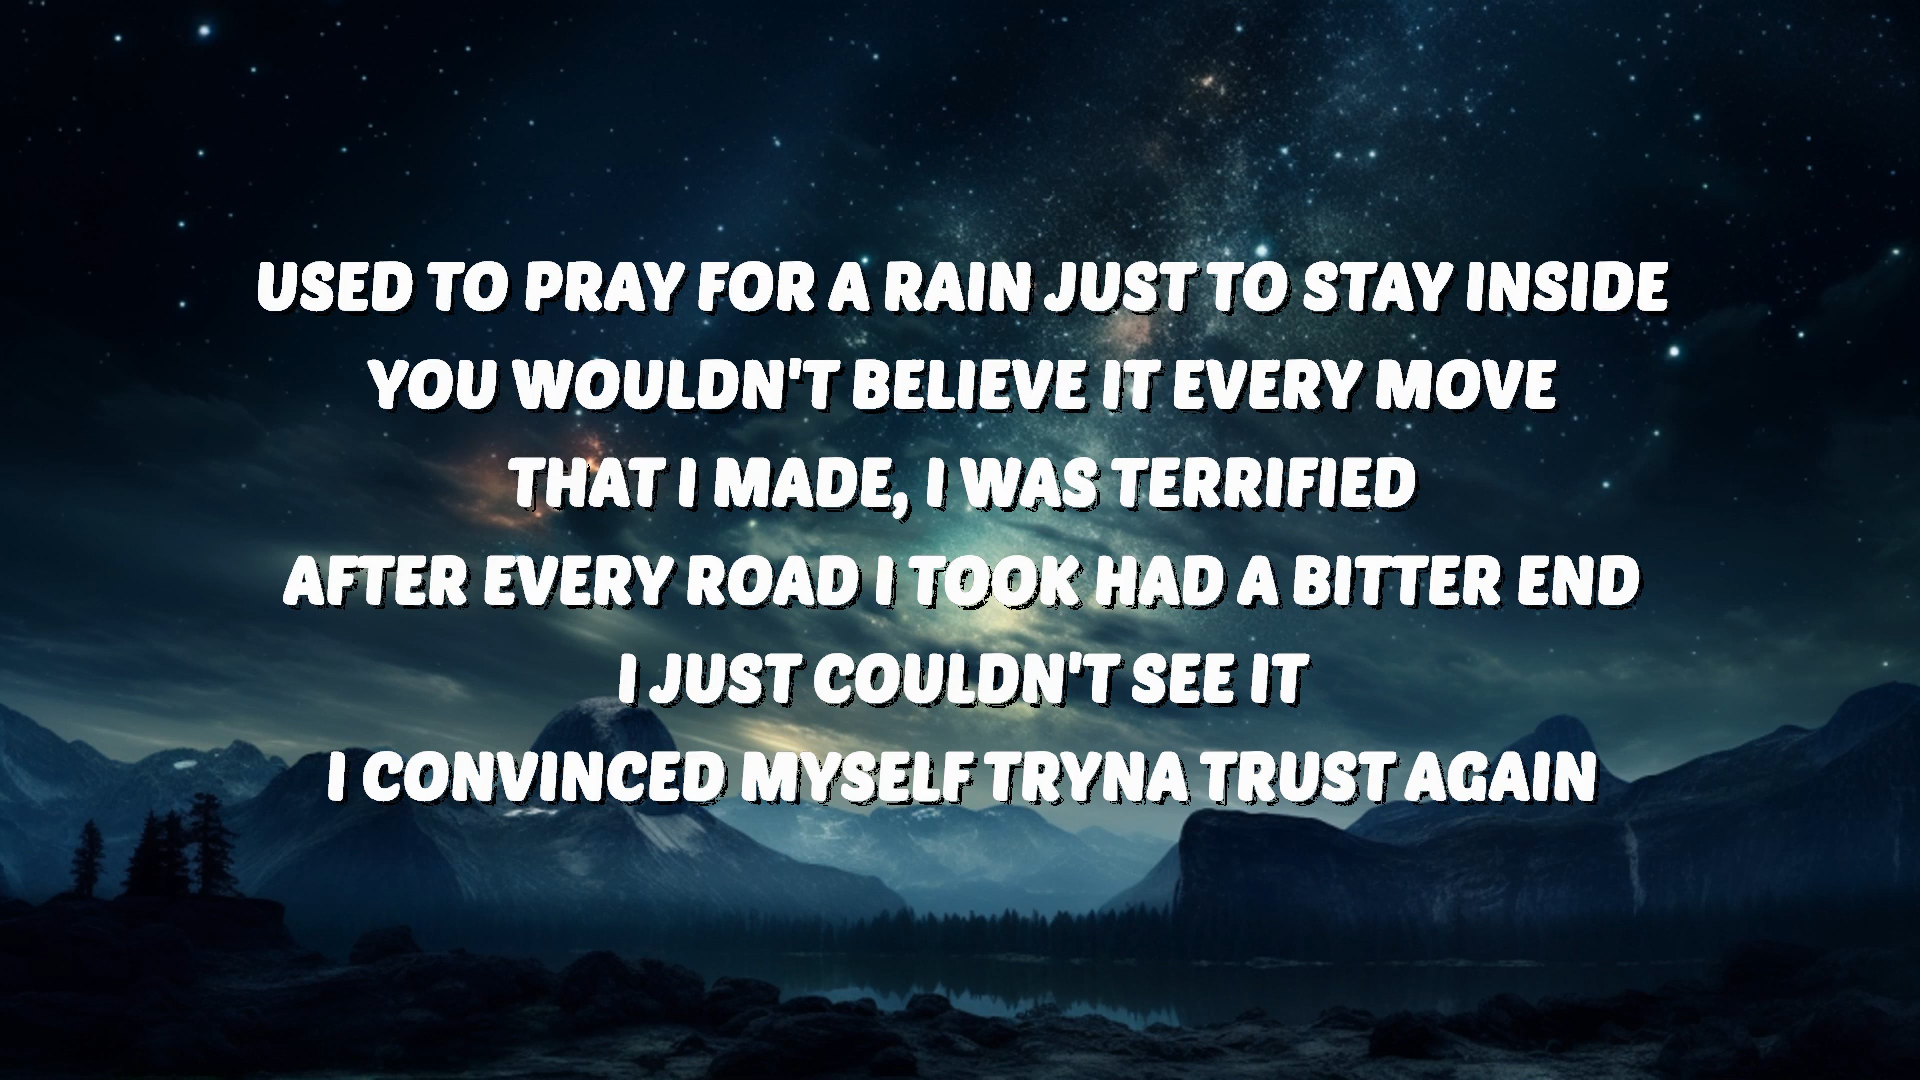 USED TO PRAY FOR A RAIN JUST TO STAY INSIDE
YOU WOULDN'T BELIEVE IT EVERY MOVE
THAT I MADE, I WAS TERRIFIED
AFTER EVERY ROAD I TOOK HAD A BITTER END
I JUST COULDN'T SEE IT
I CONVINCED MYSELF TRYNA TRUST AGAIN